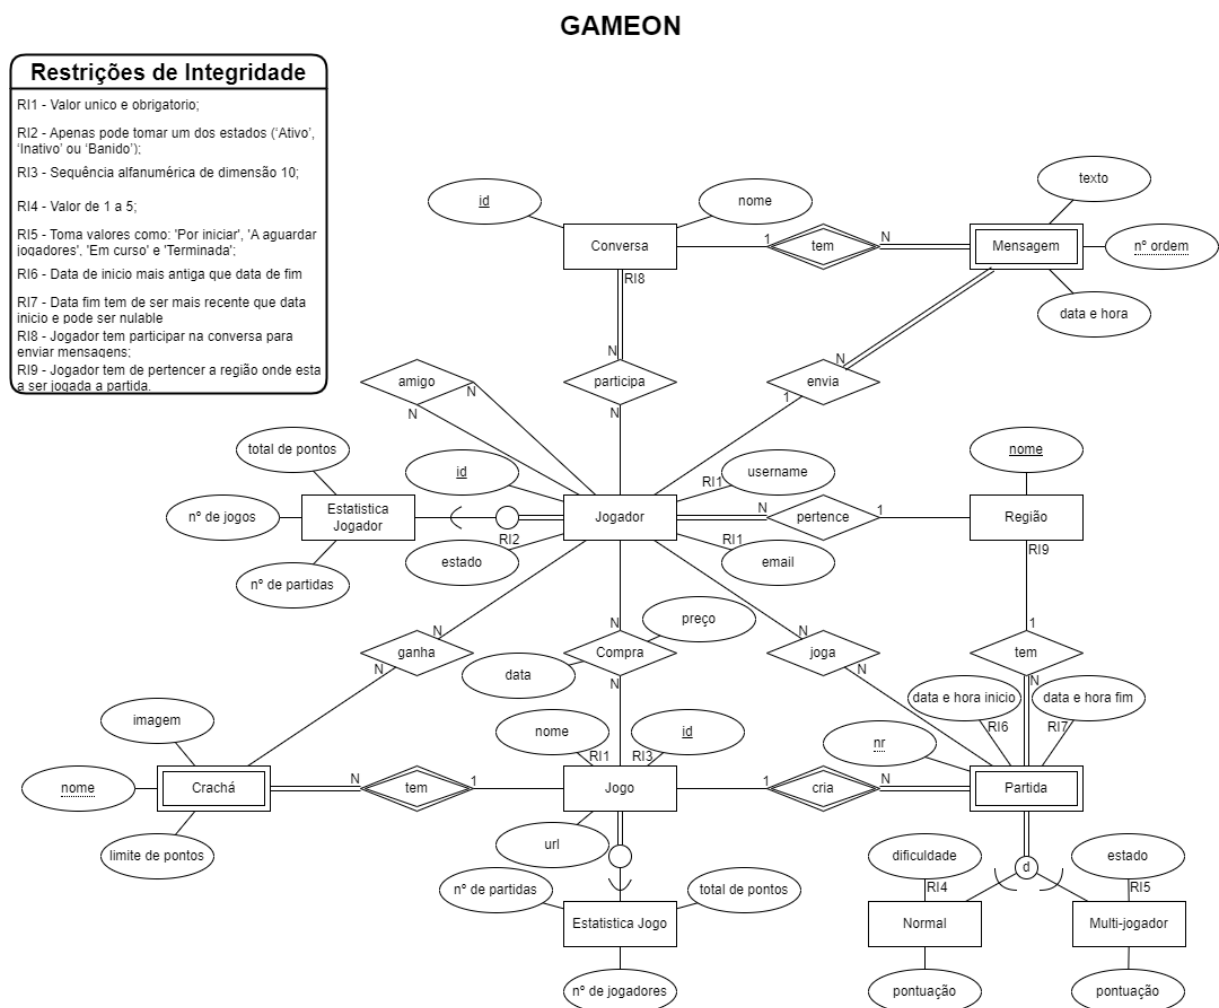 GAMEON
Restrições de Integridade
RI1 - Valor unico e obrigatorio;
RI2 - Apenas pode tomar um dos estados (‘Ativo’,
‘Inativo’ ou ‘Banido’);
RI3 - Sequência alfanumérica de dimensão 10;
RI4 - Valor de 1 a 5;
RI5 - Toma valores como: 'Por iniciar', 'A aguardar
jogadores', 'Em curso' e 'Terminada';
RI6 - Data de inicio mais antiga que data de fim
RI7 - Data fim tem de ser mais recente que data
inicio e pode ser nulable
RI8 - Jogador tem participar na conversa para
enviar mensagens;
RI9 - Jogador tem de pertencer a região onde esta
a ser jogada a partida.
texto
id
nome
Conversa
1
tem
N
Mensagem
nº ordem
RI8
data e hora
N
N
amigo
N
participa
envia
N
N
1
total de pontos
nome
id
username
RI1
nº de jogos
Estatistica
Jogador
Jogador
N
pertence
1
Região
RI2
RI1
estado
email
RI9
nº de partidas
preço
N
N
N
1
ganha
Compra
joga
tem
N
data
N
N
N
data e hora inicio
data e hora fim
imagem
RI6
RI7
nome
id
nr
RI1
RI3
nome
Crachá
N
tem
1
Jogo
1
cria
N
Partida
limite de pontos
url
dificuldade
estado
d
nº de partidas
total de pontos
RI4
RI5
Estatistica Jogo
Normal
Multi-jogador
nº de jogadores
pontuação
pontuação